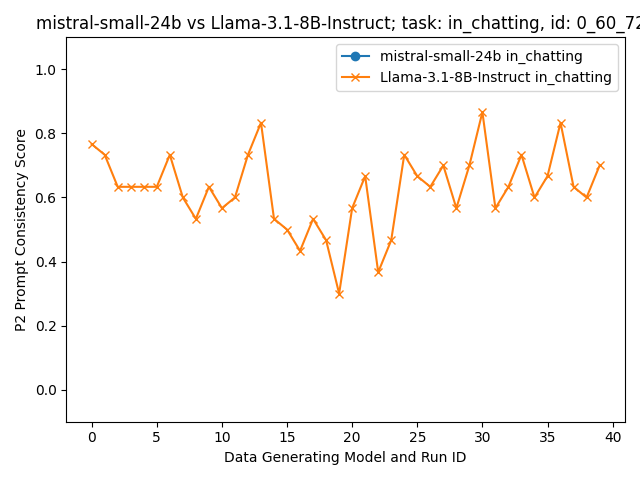 mistral-small-24b vs Llama-3.1-8B-Instruct; task: in_chatting, id: 0_60_72
mistral-small-24b in_chatting
Llama-3.1-8B-Instruct in_chatting
P2 Prompt Consistency Score
1.0
0.8
0.6
0.4
0.2
0.0
0 5 10 15 20 25 30 35 40
Data Generating Model and Run ID